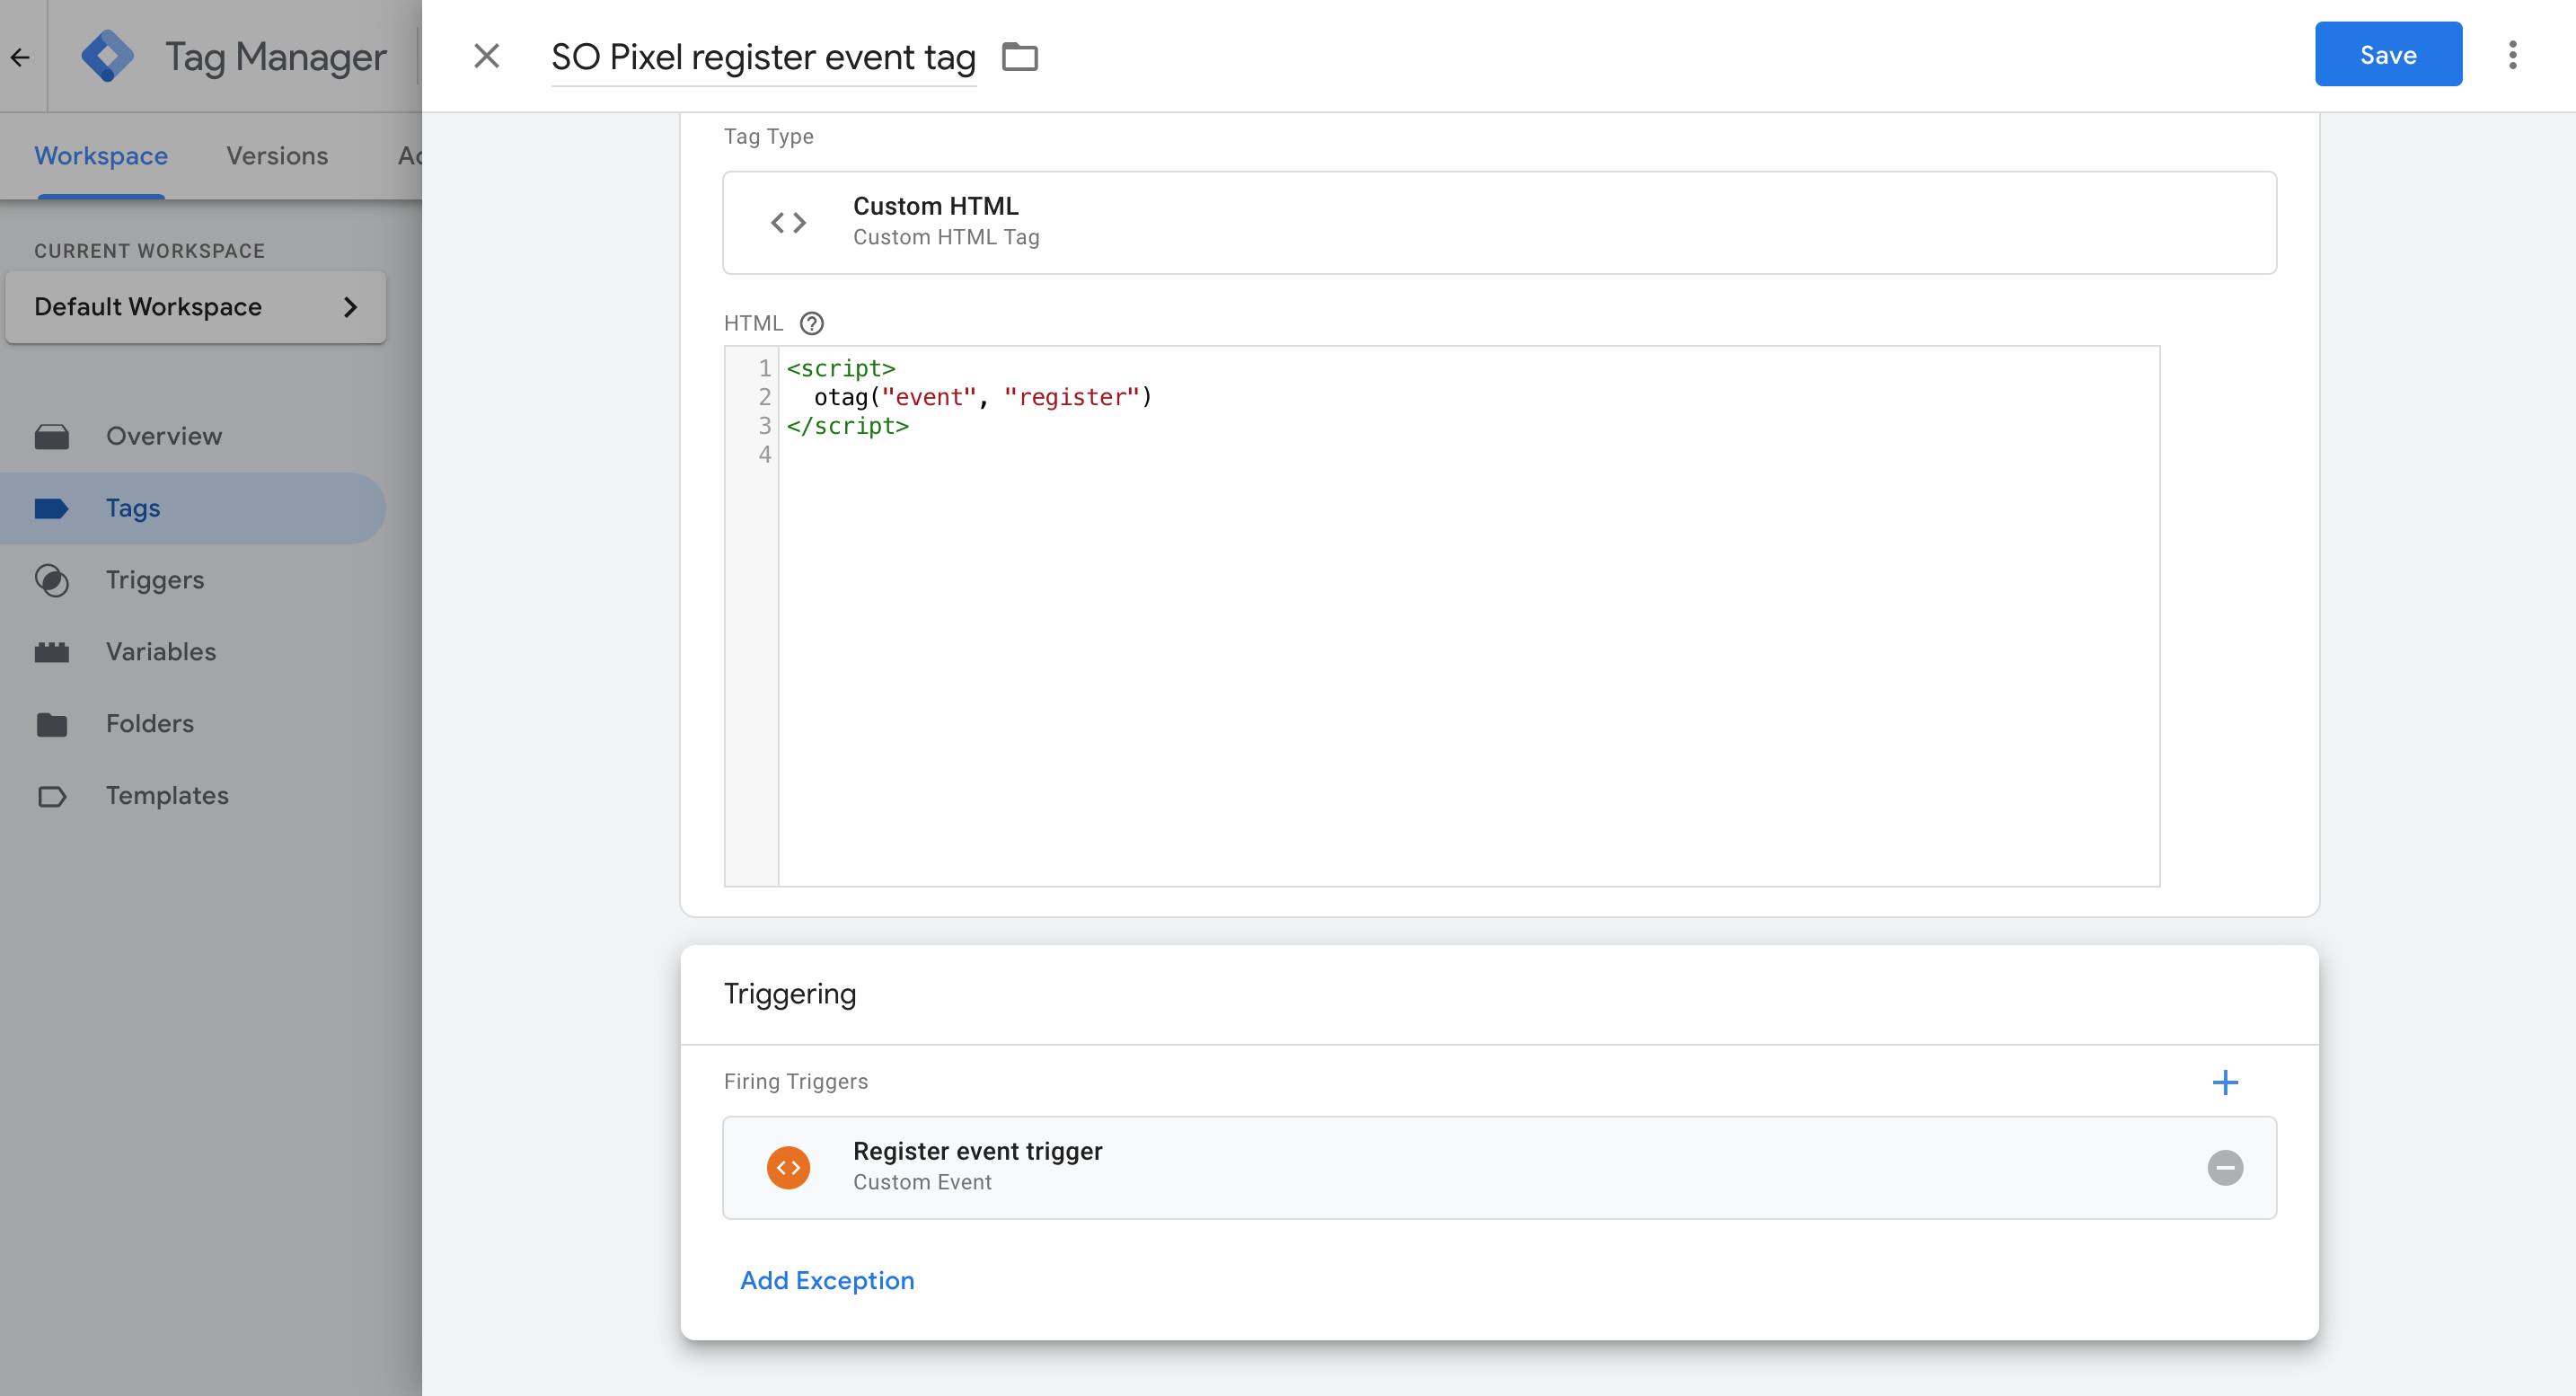 Tag Manager
SO Pixel register event tag
Save
Workspace
Versions
CURRENT WORKSPACE
Default Workspace
Overview
Tags
Triggers
Variables
Folders
Templates
Tag Type
Custom HTML
Custom HTML Tag
HTML
1 <script>
2 otag("event", "register")
3 </script>
4
Triggering
Firing Triggers
Register event trigger
Custom Event
Add Exception